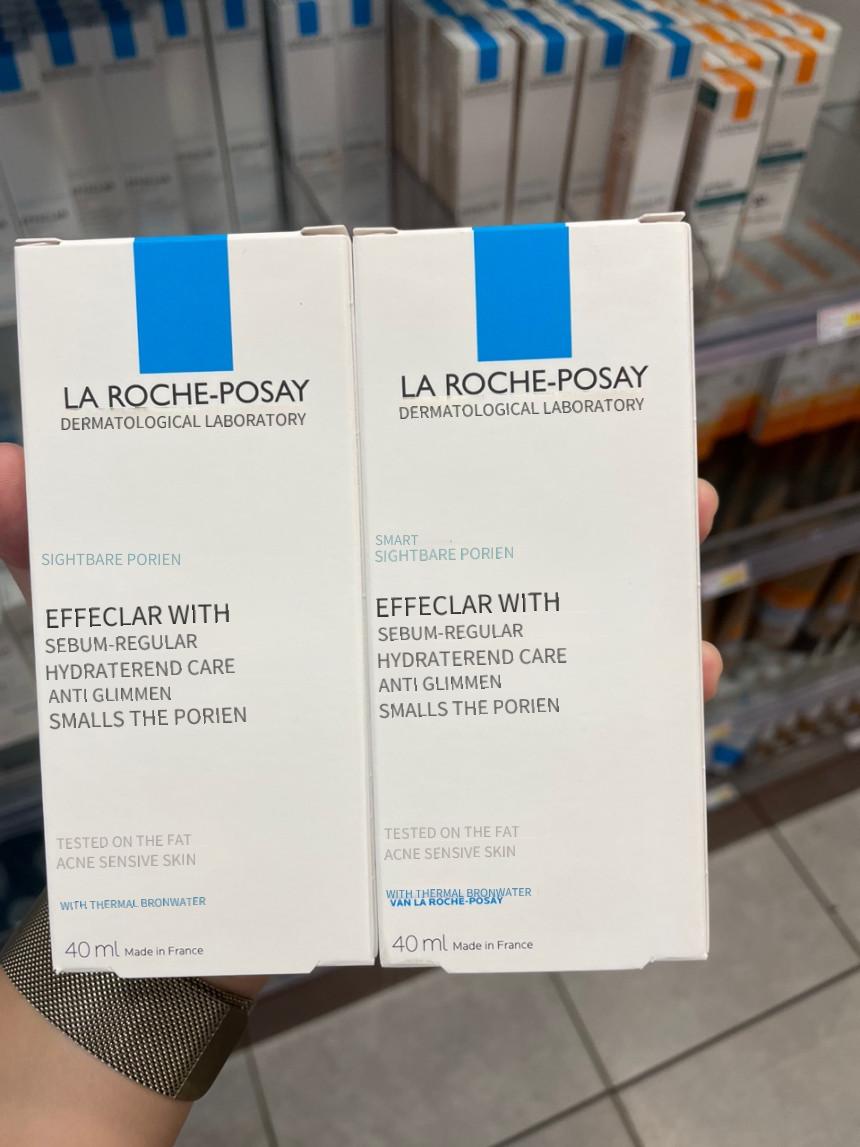 LA ROCHE-POSAY
DERMATOLOGICAL LABORATORY
SIGHTBARE PORIEN
EFFECLAR WITH
SEBUM-REGULAR
HYDRATEREND CARE
ANTI GLIMMEN
SMALLS THE PORIEN
TESTED ON THE FAT
ACNE SENSIVE SKIN
WITH THERMAL BRONWATER
40 ml Made in France
LA ROCHE-POSAY
DERMATOLOGICAL LABORATORY
SMART
SIGHTBARE PORIEN
EFFECLAR WITH
SEBUM-REGULAR
HYDRATEREND CARE
ANTI GLIMMEN
SMALLS THE PORIEN
TESTED ON THE FAT
ACNE SENSIVE SKIN
WITH THERMAL BRONWATER
VAN LA ROCHE-POSAY
40 ml Made in France